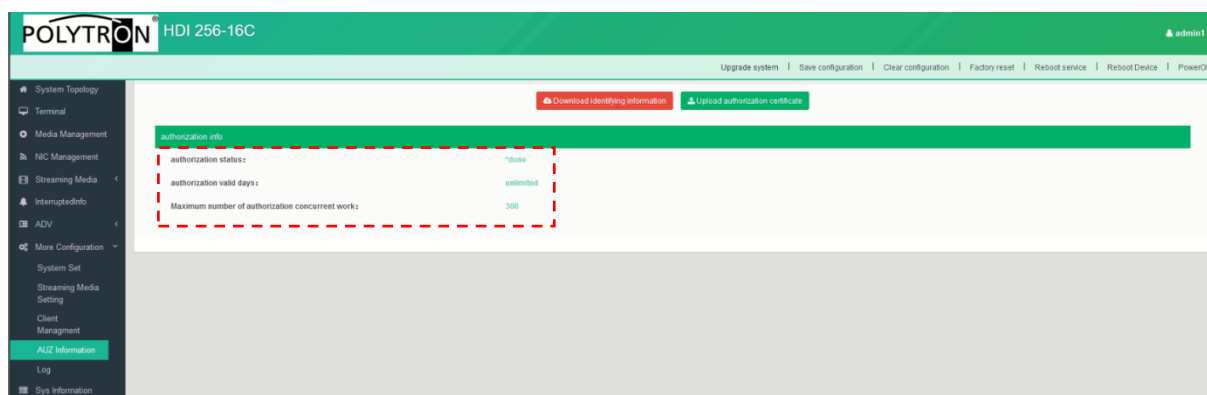 POLYTRON® HDI 256-16C
admin1
Upgrade system | Save configuration | Clear configuration | Factory reset | Reboot service | Reboot Device |
System Topology
Download identifying information Upload authorization certificate
Terminal
Media Management
authorization info
NIC Management
authorization status: *done
Streaming Media
authorization valid days: unlimited
InterruptedInfo
Maximum number of authorization concurrent work: 300
ADV
More Configuration
System Set
Streaming Media
Setting
Client
Managment
AUZ Information
Log
Sys Information